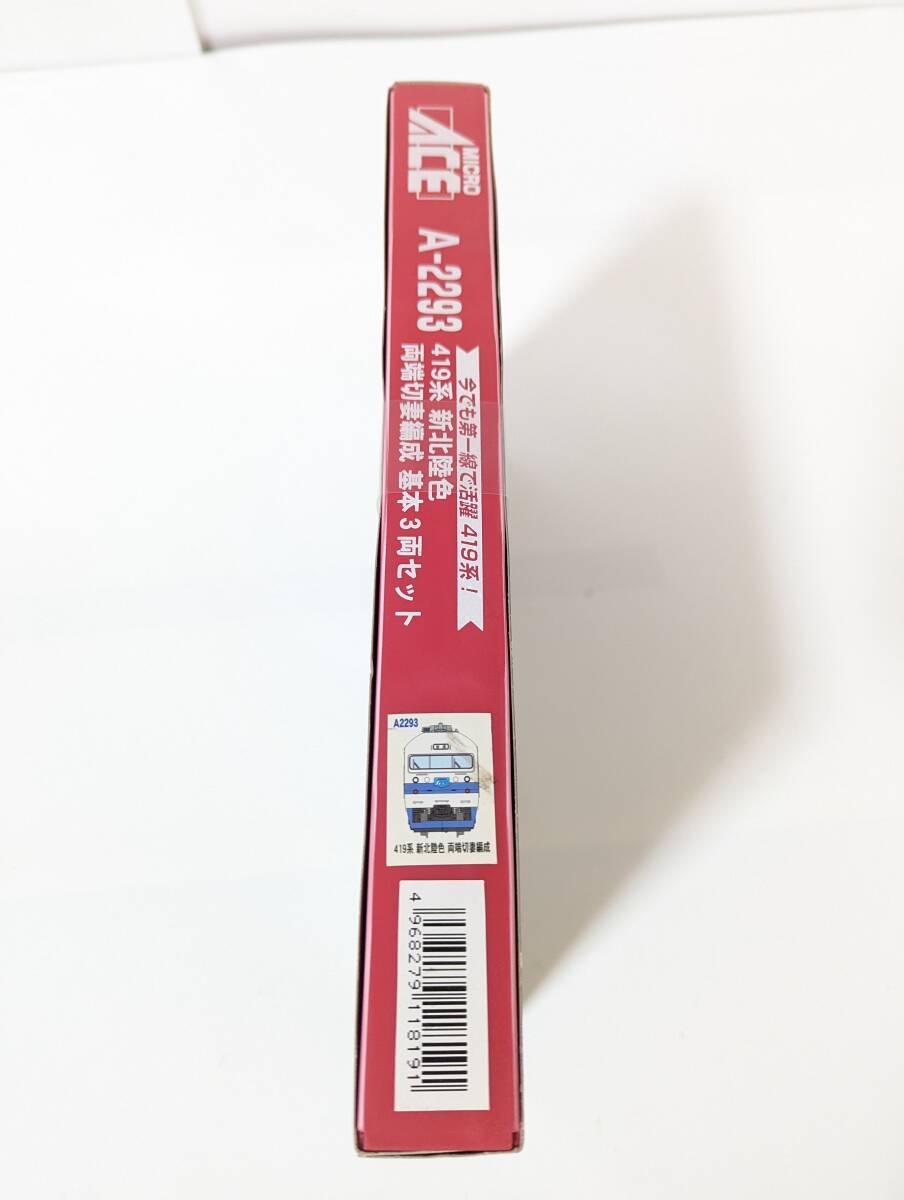 MICRO
ACE
A-2293
今でも第一線で活躍 419系！
419系 新北陸色
両端切妻編成 基本3両セット
A2293
419系 新北陸色 両端切妻編成
4968279118191